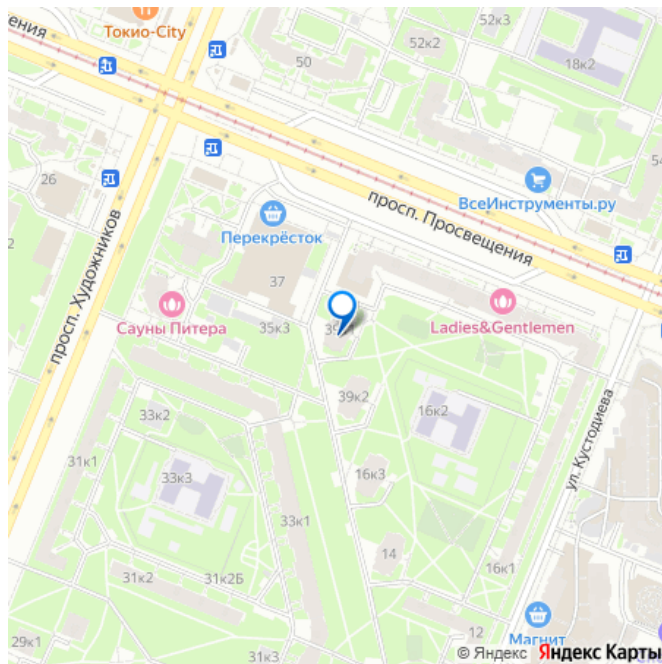 Токио-City
52к3
52к2
50
18к2
просп. Просвещения
ВсеИнструменты.ру
26
просп. Художников
Перекрёсток
37
Сауны Питера
35к3
Ladies&Gentlemen
39к2
16к2
33к2
ул. Кустодиева
31к1
33к3
16к3
33к1
14
16к1
31к2
31к2Б
29к1
12
31к3
Магнит
© Яндекс Яндекс Карты